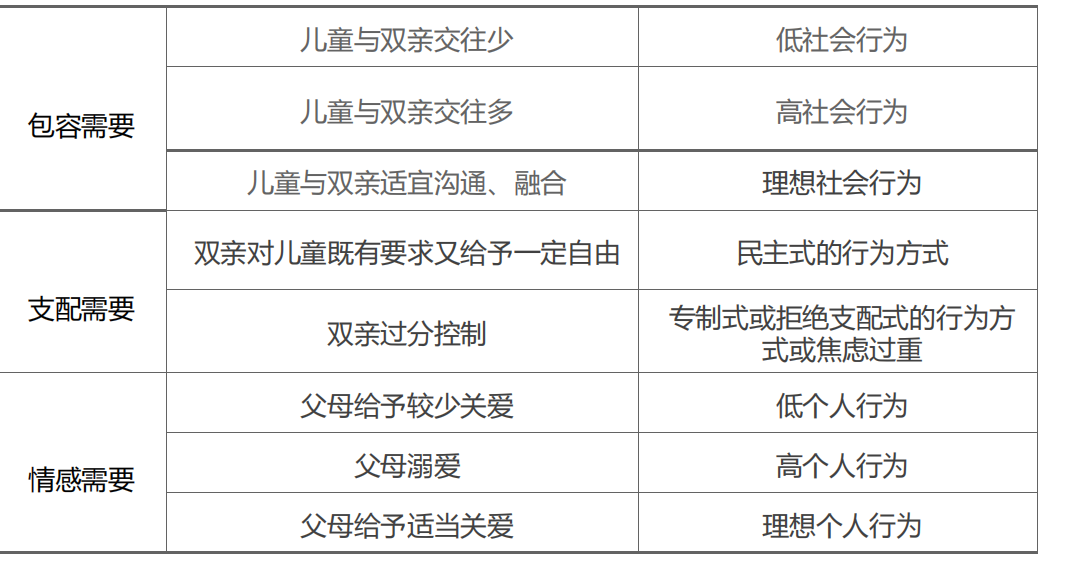 包容需要
儿童与双亲交往少
低社会行为
儿童与双亲交往多
高社会行为
儿童与双亲适宜沟通、融合
理想社会行为
支配需要
双亲对儿童既有要求又给予一定自由
民主式的行为方式
双亲过分控制
专制式或拒绝支配式的行为方
式或焦虑过重
情感需要
父母给予较少关爱
低个人行为
父母溺爱
高个人行为
父母给予适当关爱
理想个人行为